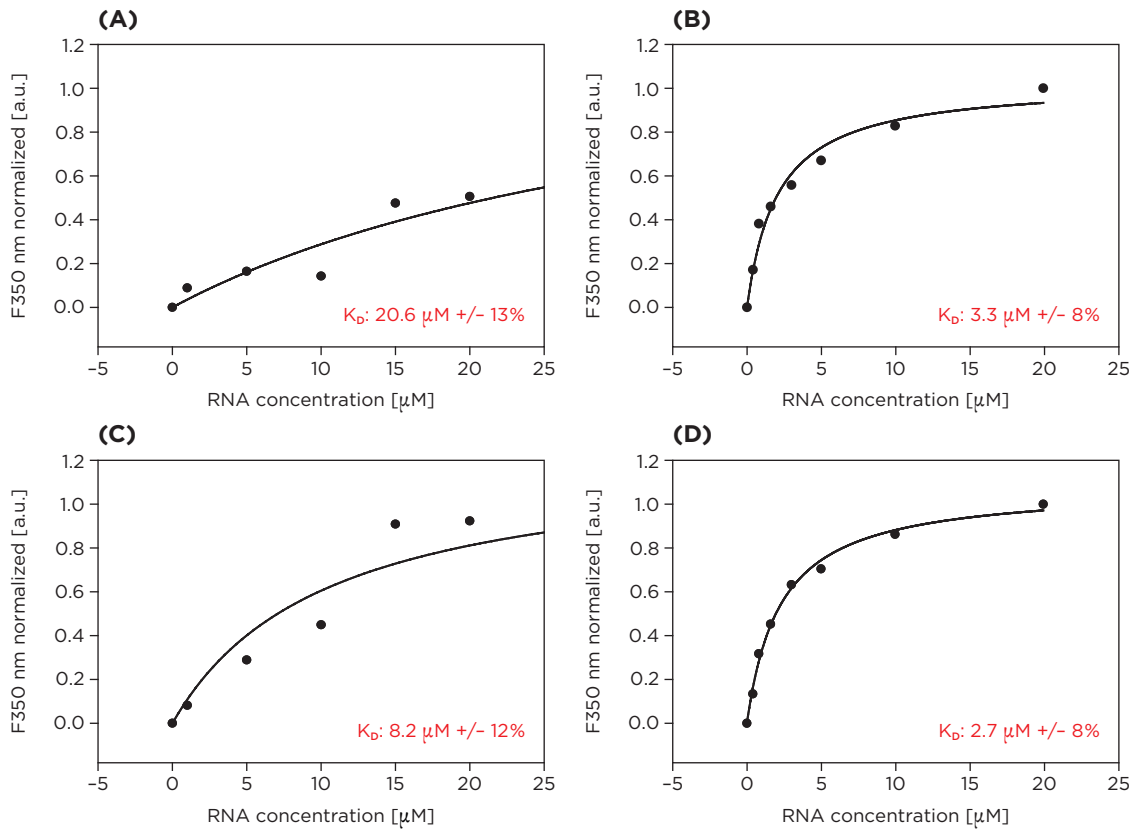 (A)
F350 nm normalized [a.u.]
1.2
1.0
0.8
0.6
0.4
0.2
0.0
K_D: 20.6 μM +/− 13%
−5 0 5 10 15 20 25
RNA concentration [μM]
(B)
F350 nm normalized [a.u.]
1.2
1.0
0.8
0.6
0.4
0.2
0.0
K_D: 3.3 μM +/− 8%
−5 0 5 10 15 20 25
RNA concentration [μM]
(C)
F350 nm normalized [a.u.]
1.2
1.0
0.8
0.6
0.4
0.2
0.0
K_D: 8.2 μM +/− 12%
−5 0 5 10 15 20 25
RNA concentration [μM]
(D)
F350 nm normalized [a.u.]
1.2
1.0
0.8
0.6
0.4
0.2
0.0
K_D: 2.7 μM +/− 8%
−5 0 5 10 15 20 25
RNA concentration [μM]